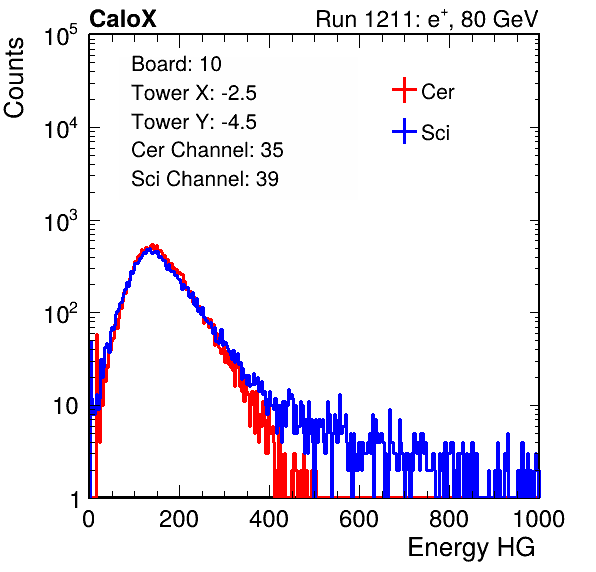 CaloX Run 1211: e+, 80 GeV
Counts
Board: 10
Tower X: -2.5
Tower Y: -4.5
Cer Channel: 35
Sci Channel: 39
Cer
Sci
10^5
10^4
10^3
10^2
10
1
0 200 400 600 800 1000
Energy HG